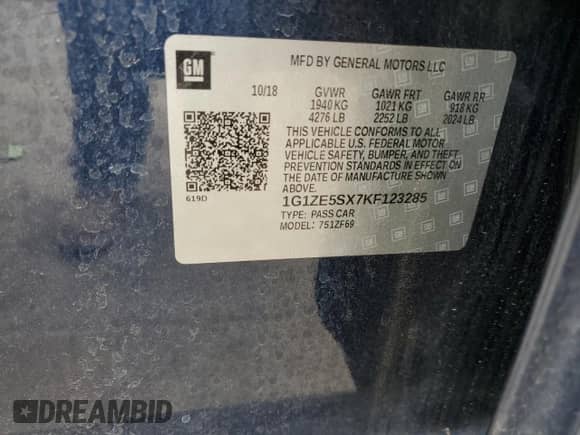 GM
MFD BY GENERAL MOTORS LLC
10/18 GVWR GAWR FRT GAWR RR
1940 KG 1021 KG 918 KG
4276 LB 2252 LB 2024 LB
THIS VEHICLE CONFORMS TO ALL
APPLICABLE U.S. FEDERAL MOTOR
VEHICLE SAFETY, BUMPER, AND THEFT
PREVENTION STANDARDS IN EFFECT ON
THE DATE OF MANUFACTURE SHOWN
ABOVE.
619D
1G1ZE5SX7KF123285
TYPE: PASS CAR
MODEL: 751ZF69
DREAMBID